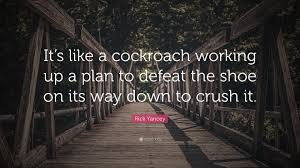 It’s like a cockroach working
up a plan to defeat the shoe
on its way down to crush it.
Rick Yancey